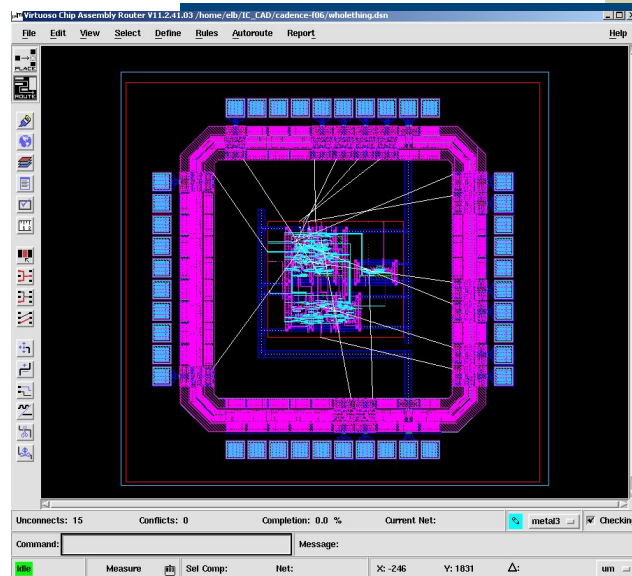 Virtuoso Chip Assembly Router V11.2.41.03 /home/elb/IC_CAD/cadence-f06/wholething.dsn
File Edit View Select Define Rules Autoroute Report Help
PLACE
ROUTE
Unconnects: 15 Conflicts: 0 Completion: 0.0 % Current Net: metal3 Checkin
Command: Message:
Idle Measure Sel Comp: Net: X: -246 Y: 1831 Δ: um